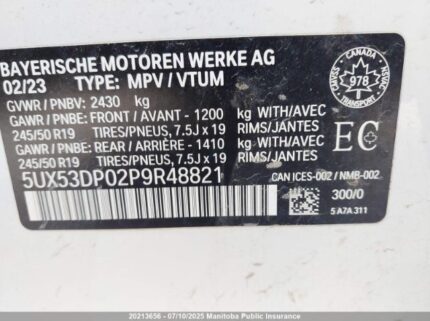 BAYERISCHE MOTOREN WERKE AG
02/23 TYPE: MPV / VTUM
GVWR / PNBV: 2430 kg
GAWR / PNBE: FRONT / AVANT - 1200 kg WITH/AVEC
245/50 R19 TIRES/PNEUS, 7.5J x 19 RIMS/JANTES
GAWR / PNBE: REAR / ARRIÈRE - 1410 kg WITH/AVEC
245/50 R19 TIRES/PNEUS, 7.5J x 19 RIMS/JANTES
5UX53DP02P9R48821
CMVSS
978
NSVAC
TRANSPORT
CANADA
EC
CAN ICES-002 / NMB-002
300/0
5 A7A 311
20213656 - 07/10/2025 - Manitoba Public Insurance